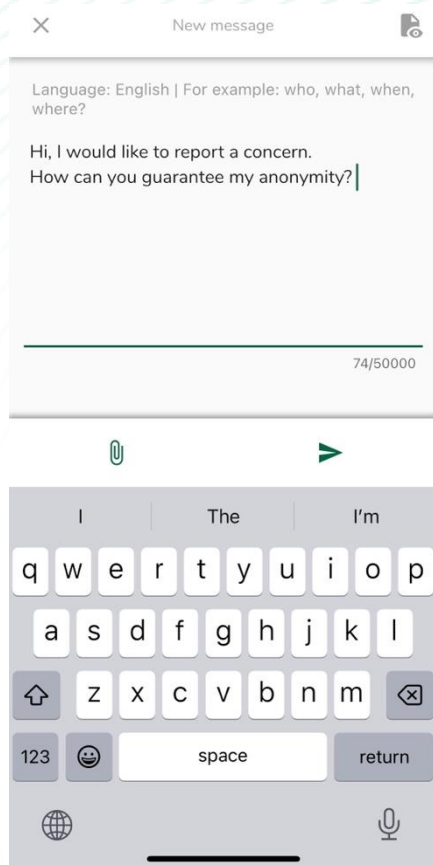 New message
Language: English | For example: who, what, when,
where?
Hi, I would like to report a concern.
How can you guarantee my anonymity?
74/50000
I The I'm
q w e r t y u i o p
a s d f g h j k l
z x c v b n m
123 space return